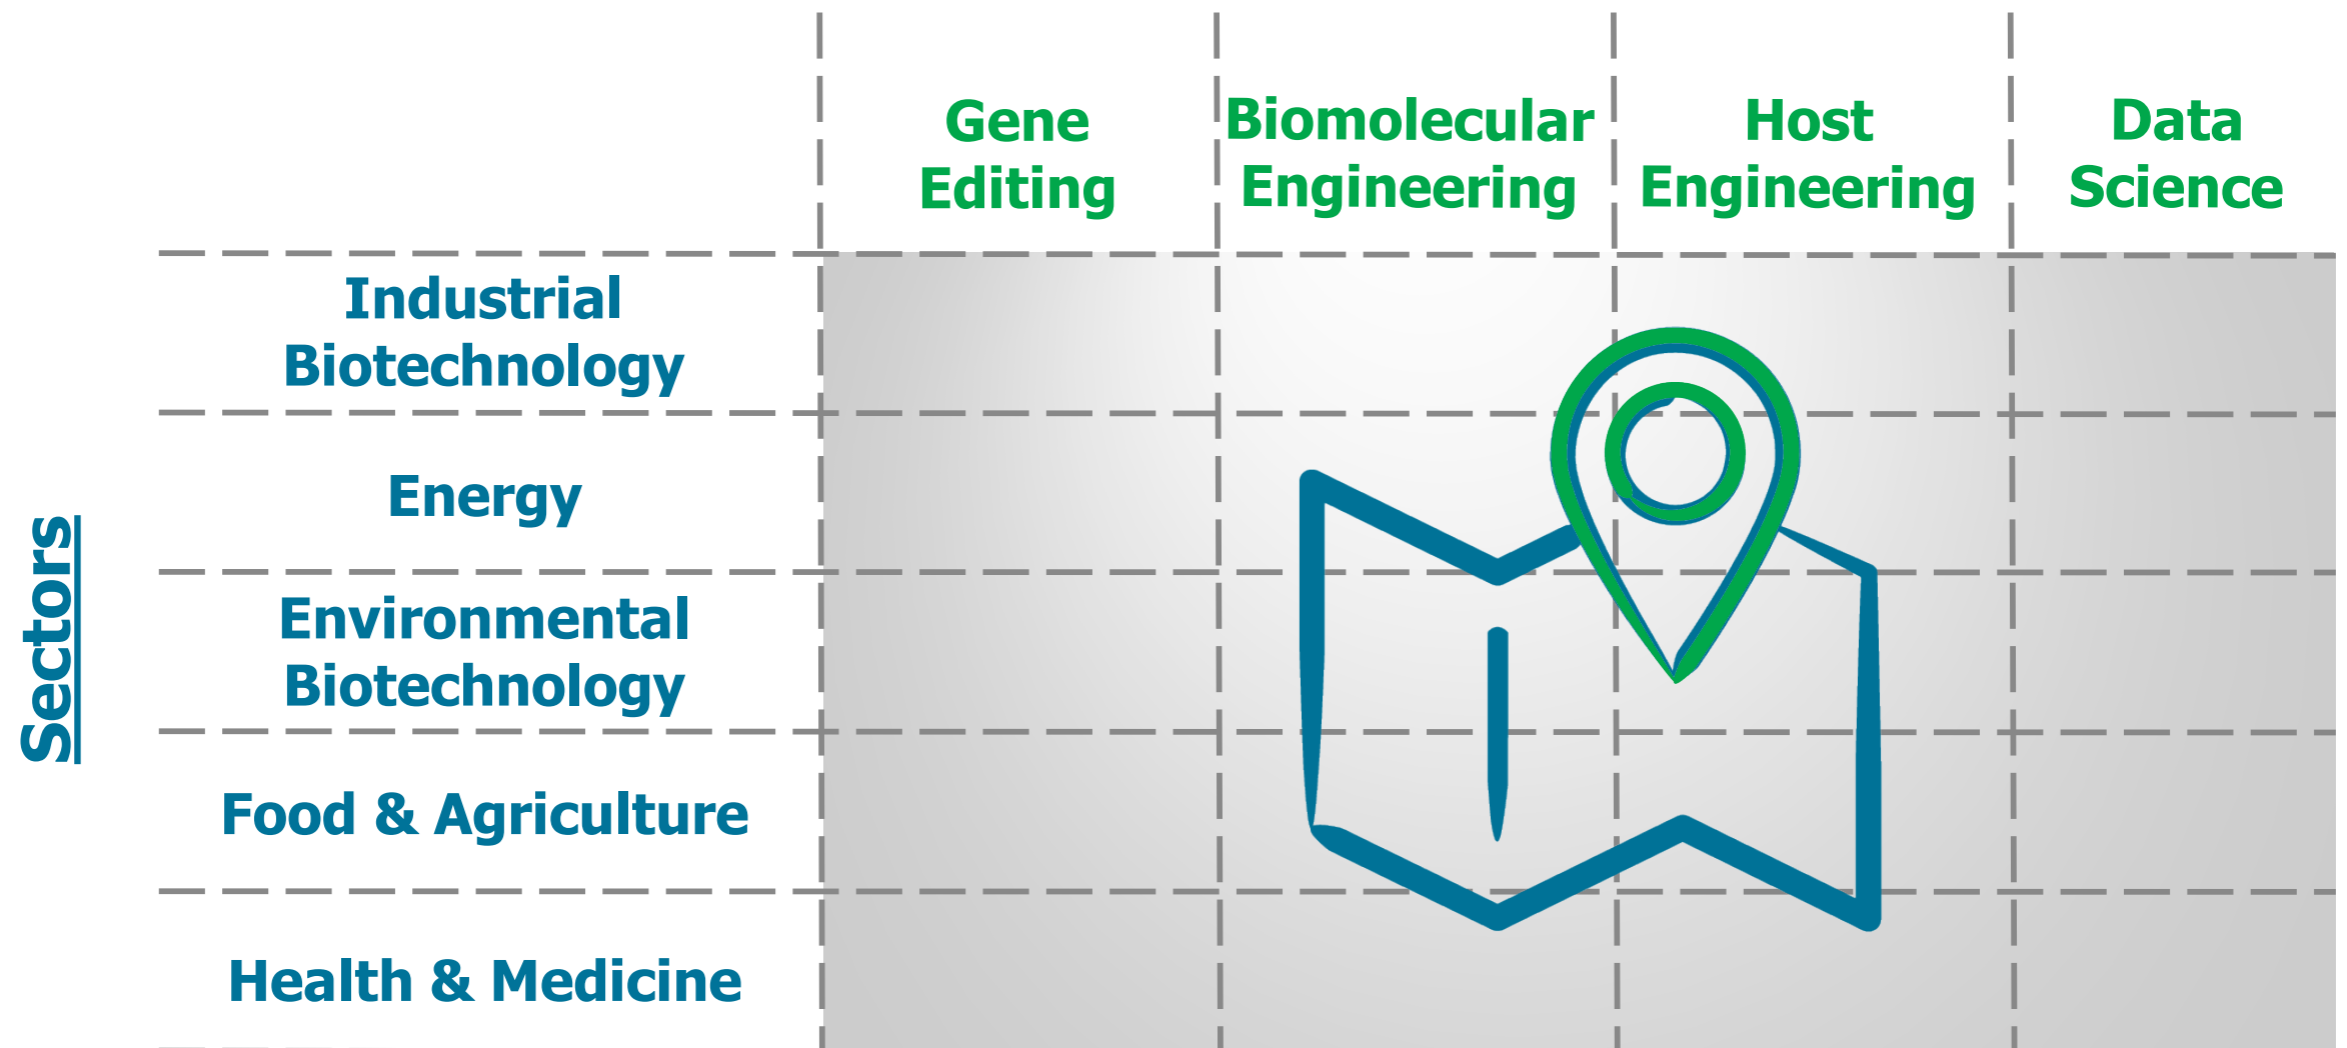 Gene
Editing
Biomolecular
Engineering
Host
Engineering
Data
Science
Sectors
Industrial
Biotechnology
Energy
Environmental
Biotechnology
Food & Agriculture
Health & Medicine